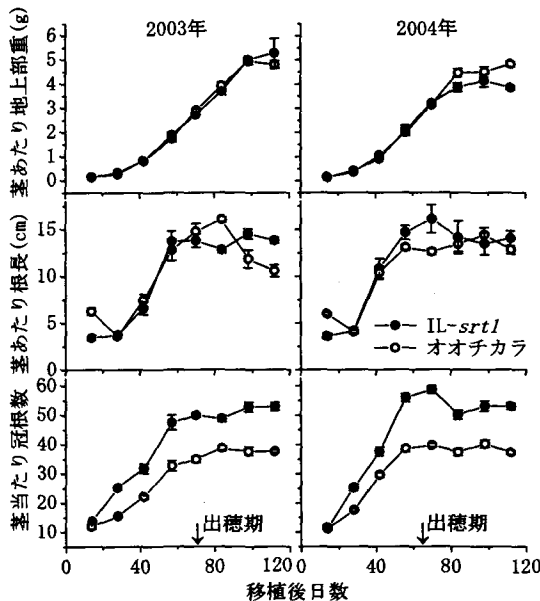 2003年
2004年
茎あたり地上部重(g)
6
5
4
3
2
1
0
茎あたり根長(cm)
15
10
5
0
IL-srt1
オオチカラ
茎当たり冠根数
60
50
40
30
20
10
出穂期
出穂期
0 40 80 120
0 40 80 120
移植後日数